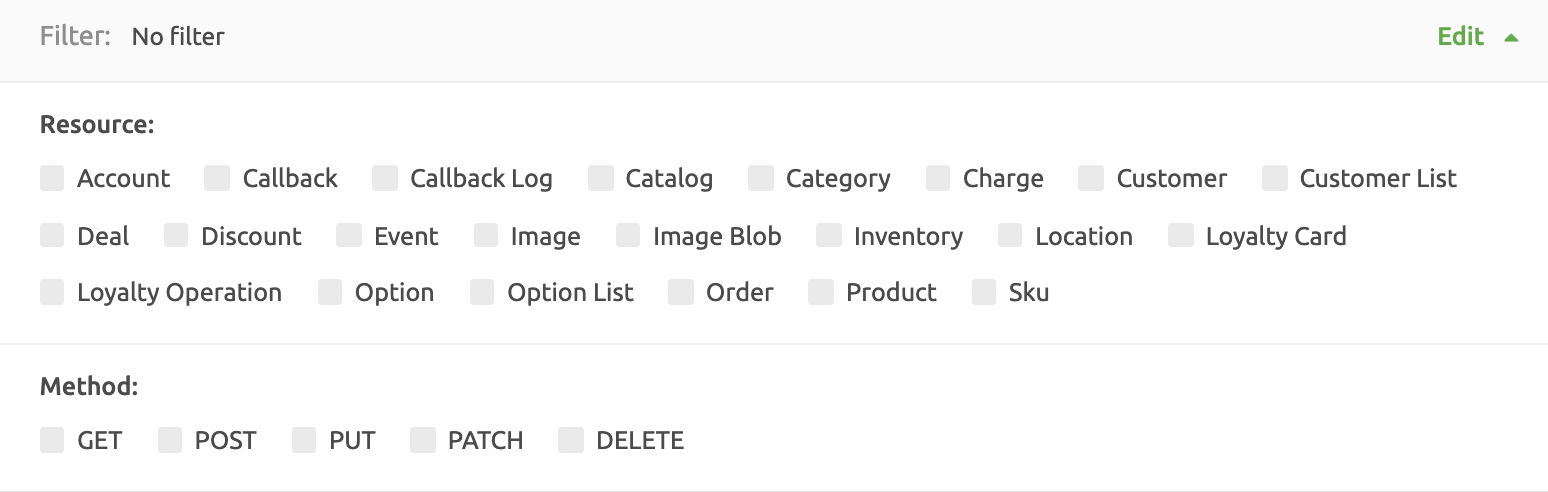 Filter: No filter Edit
Resource:
Account Callback Callback Log Catalog Category Charge Customer Customer List
Deal Discount Event Image Image Blob Inventory Location Loyalty Card
Loyalty Operation Option Option List Order Product Sku
Method:
GET POST PUT PATCH DELETE